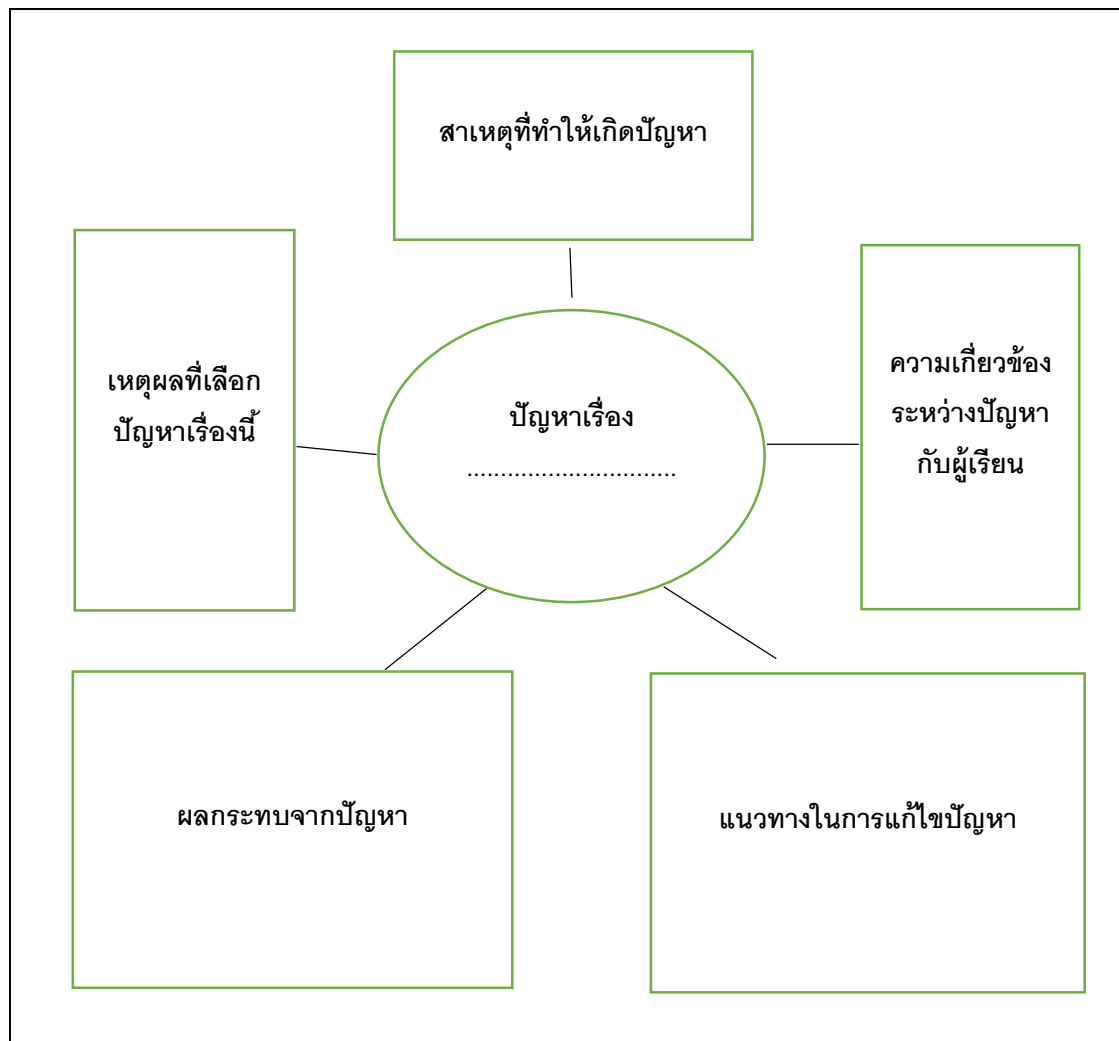 สาเหตุที่ทำให้เกิดปัญหา
เหตุผลที่เลือก
ปัญหาเรื่องนี้
ปัญหาเรื่อง
...............................
ความเกี่ยวข้อง
ระหว่างปัญหา
กับผู้เรียน
ผลกระทบจากปัญหา
แนวทางในการแก้ไขปัญหา